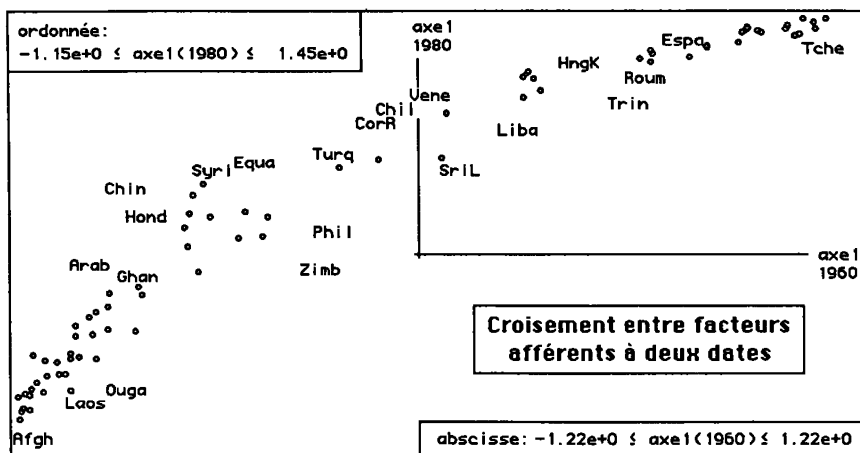 ordonnée:
-1.15e+0 ≤ axe1(1980) ≤ 1.45e+0
axe1
1980
Espa
Tche
HngK
Roum
Vene
Chil
Trin
CorR
Liba
Turq
Equa
Syri
SriL
Chin
Hond
Phil
axe1
1960
Arab
Ghan
Zimb
Croisement entre facteurs
afférents à deux dates
Ouga
Laos
Afgh
abscisse: -1.22e+0 ≤ axe1(1960) ≤ 1.22e+0